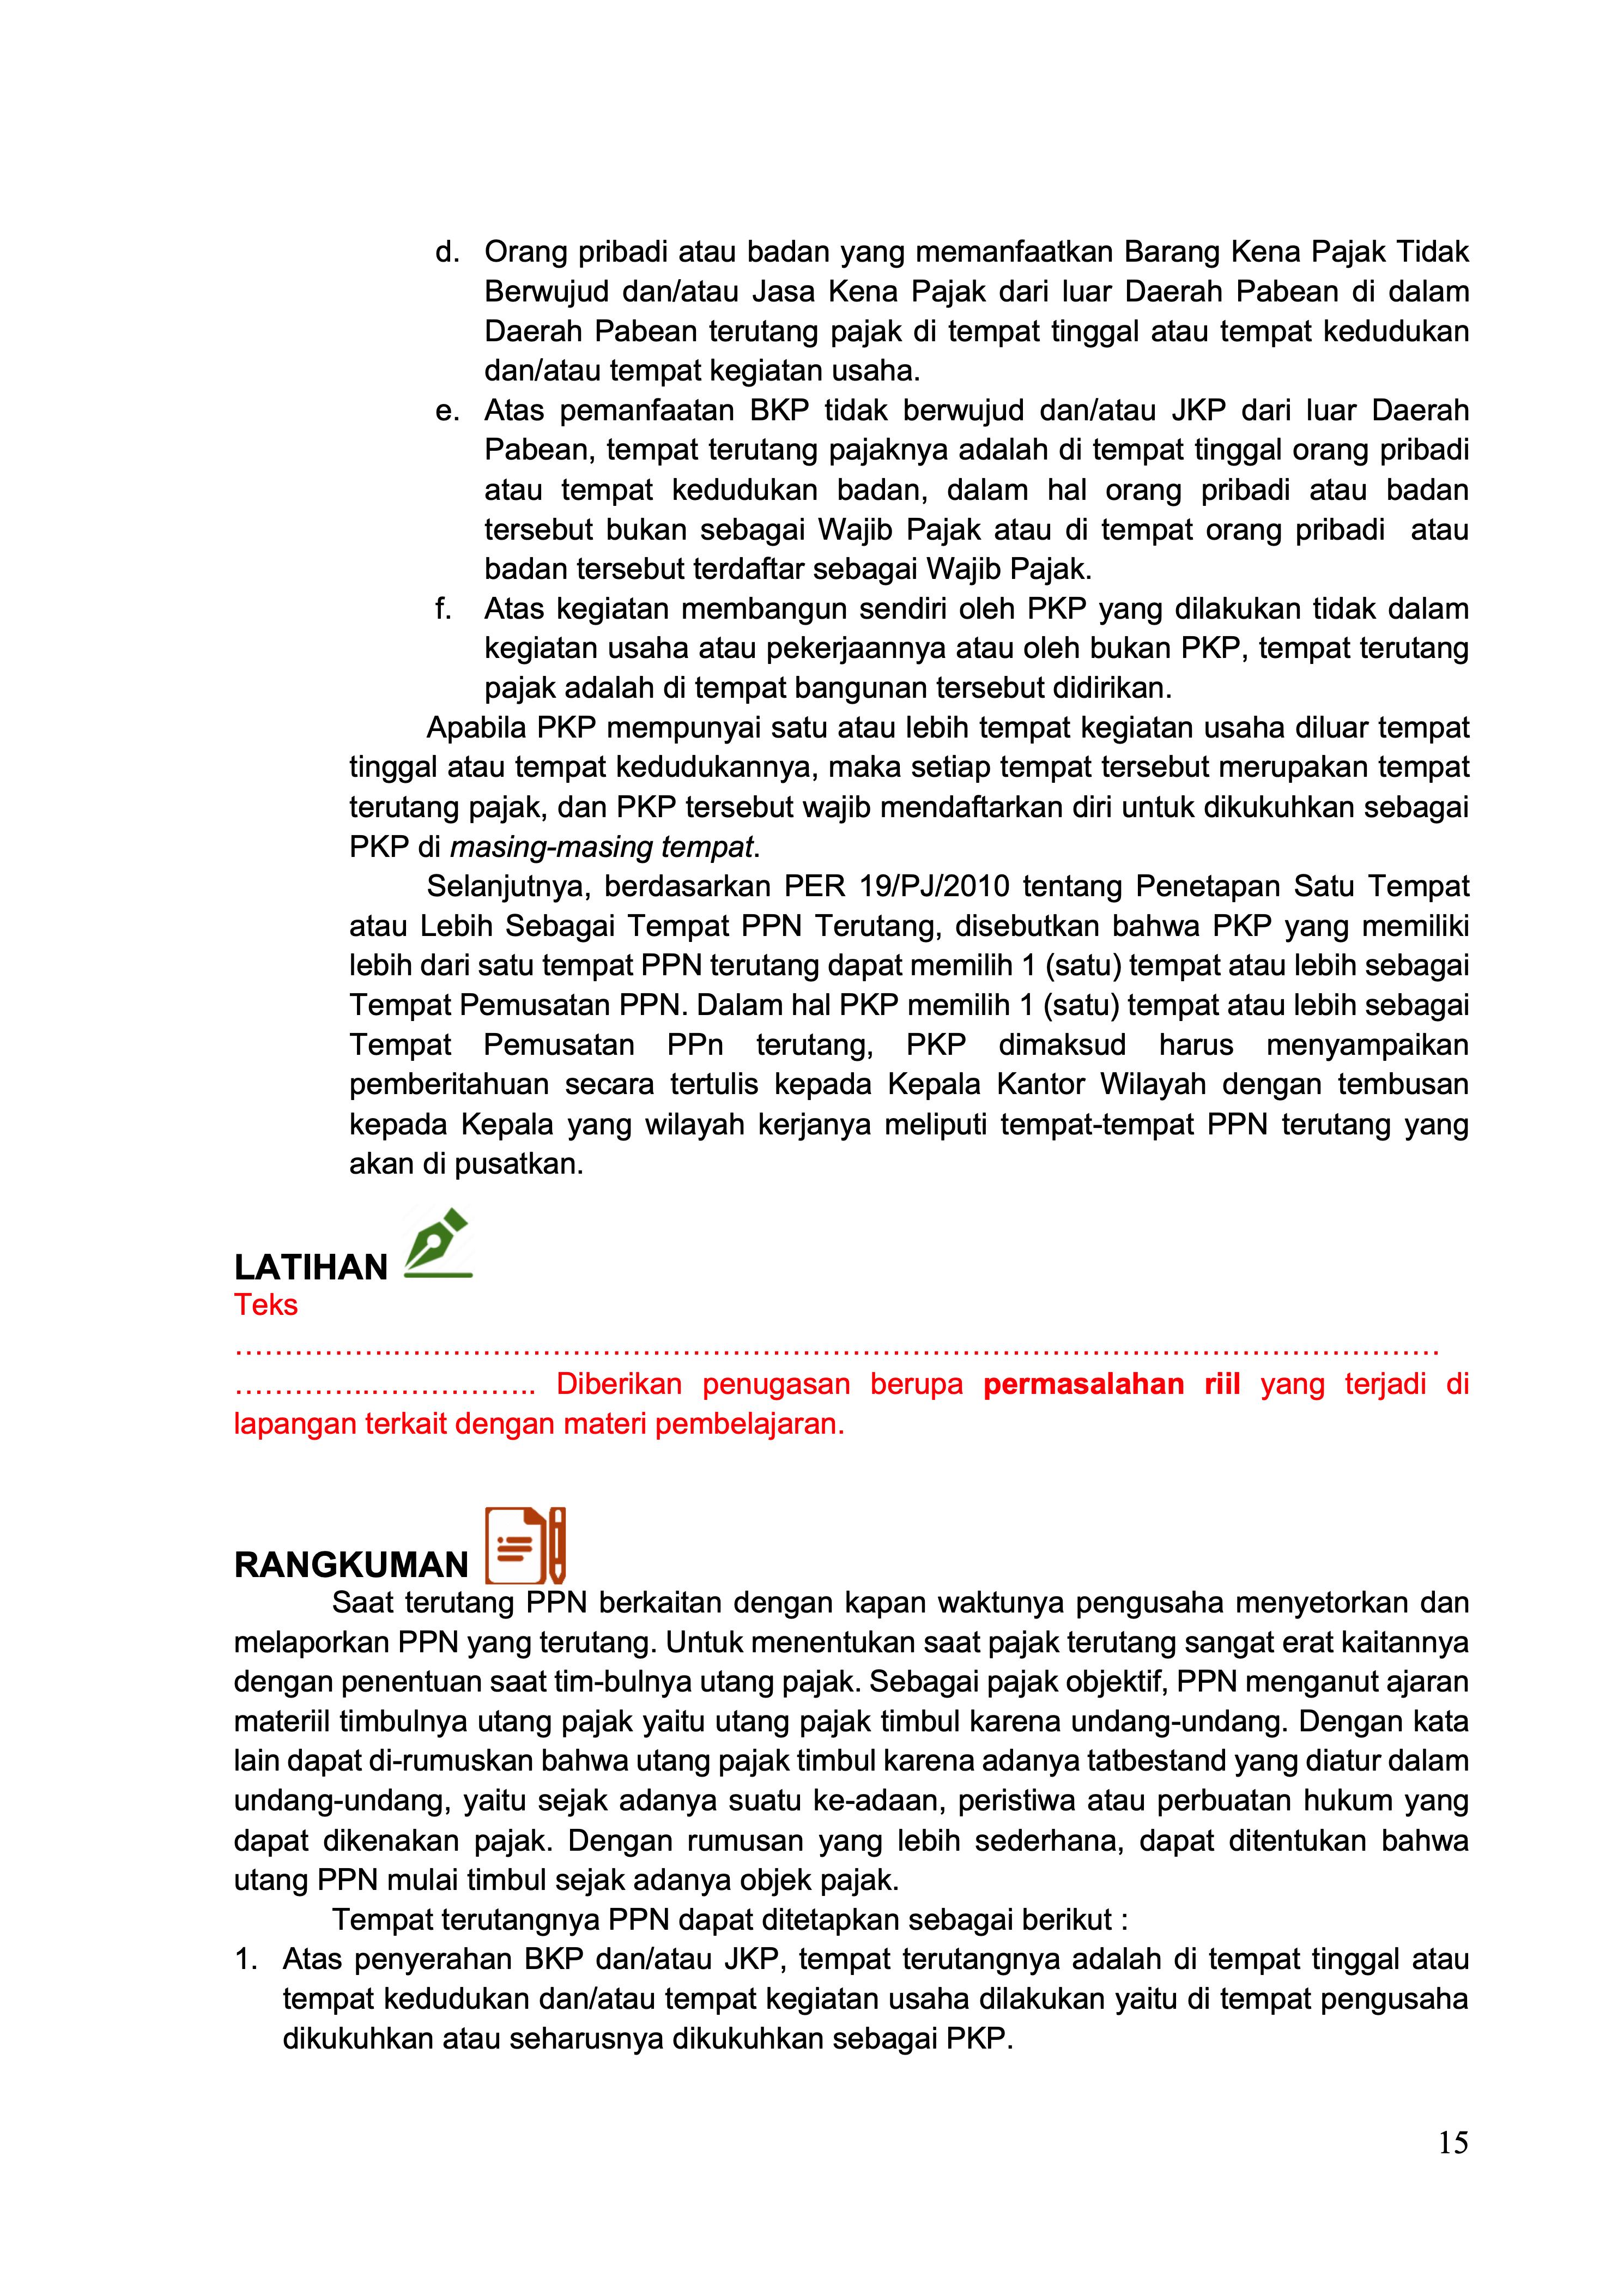 d. Orang pribadi atau badan yang memanfaatkan Barang Kena Pajak Tidak
Berwujud dan/atau Jasa Kena Pajak dari luar Daerah Pabean di dalam
Daerah Pabean terutang pajak di tempat tinggal atau tempat kedudukan
dan/atau tempat kegiatan usaha.
e. Atas pemanfaatan BKP tidak berwujud dan/atau JKP dari luar Daerah
Pabean, tempat terutang pajaknya adalah di tempat tinggal orang pribadi
atau tempat kedudukan badan, dalam hal orang pribadi atau badan
tersebut bukan sebagai Wajib Pajak atau di tempat orang pribadi atau
badan tersebut terdaftar sebagai Wajib Pajak.
f. Atas kegiatan membangun sendiri oleh PKP yang dilakukan tidak dalam
kegiatan usaha atau pekerjaannya atau oleh bukan PKP, tempat terutang
pajak adalah di tempat bangunan tersebut didirikan.
Apabila PKP mempunyai satu atau lebih tempat kegiatan usaha diluar tempat
tinggal atau tempat kedudukannya, maka setiap tempat tersebut merupakan tempat
terutang pajak, dan PKP tersebut wajib mendaftarkan diri untuk dikukuhkan sebagai
PKP di masing-masing tempat.
Selanjutnya, berdasarkan PER 19/PJ/2010 tentang Penetapan Satu Tempat
atau Lebih Sebagai Tempat PPN Terutang, disebutkan bahwa PKP yang memiliki
lebih dari satu tempat PPN terutang dapat memilih 1 (satu) tempat atau lebih sebagai
Tempat Pemusatan PPN. Dalam hal PKP memilih 1 (satu) tempat atau lebih sebagai
Tempat Pemusatan PPn terutang, PKP dimaksud harus menyampaikan
pemberitahuan secara tertulis kepada Kepala Kantor Wilayah dengan tembusan
kepada Kepala yang wilayah kerjanya meliputi tempat-tempat PPN terutang yang
akan di pusatkan.
LATIHAN
Teks
…………………………………………………………………………………………………………
…………..…………….. Diberikan penugasan berupa permasalahan riil yang terjadi di
lapangan terkait dengan materi pembelajaran.
RANGKUMAN
Saat terutang PPN berkaitan dengan kapan waktunya pengusaha menyetorkan dan
melaporkan PPN yang terutang. Untuk menentukan saat pajak terutang sangat erat kaitannya
dengan penentuan saat tim-bulnya utang pajak. Sebagai pajak objektif, PPN menganut ajaran
materiil timbulnya utang pajak yaitu utang pajak timbul karena undang-undang. Dengan kata
lain dapat di-rumuskan bahwa utang pajak timbul karena adanya tatbestand yang diatur dalam
undang-undang, yaitu sejak adanya suatu ke-adaan, peristiwa atau perbuatan hukum yang
dapat dikenakan pajak. Dengan rumusan yang lebih sederhana, dapat ditentukan bahwa
utang PPN mulai timbul sejak adanya objek pajak.
Tempat terutangnya PPN dapat ditetapkan sebagai berikut :
1. Atas penyerahan BKP dan/atau JKP, tempat terutangnya adalah di tempat tinggal atau
tempat kedudukan dan/atau tempat kegiatan usaha dilakukan yaitu di tempat pengusaha
dikukuhkan atau seharusnya dikukuhkan sebagai PKP.
15